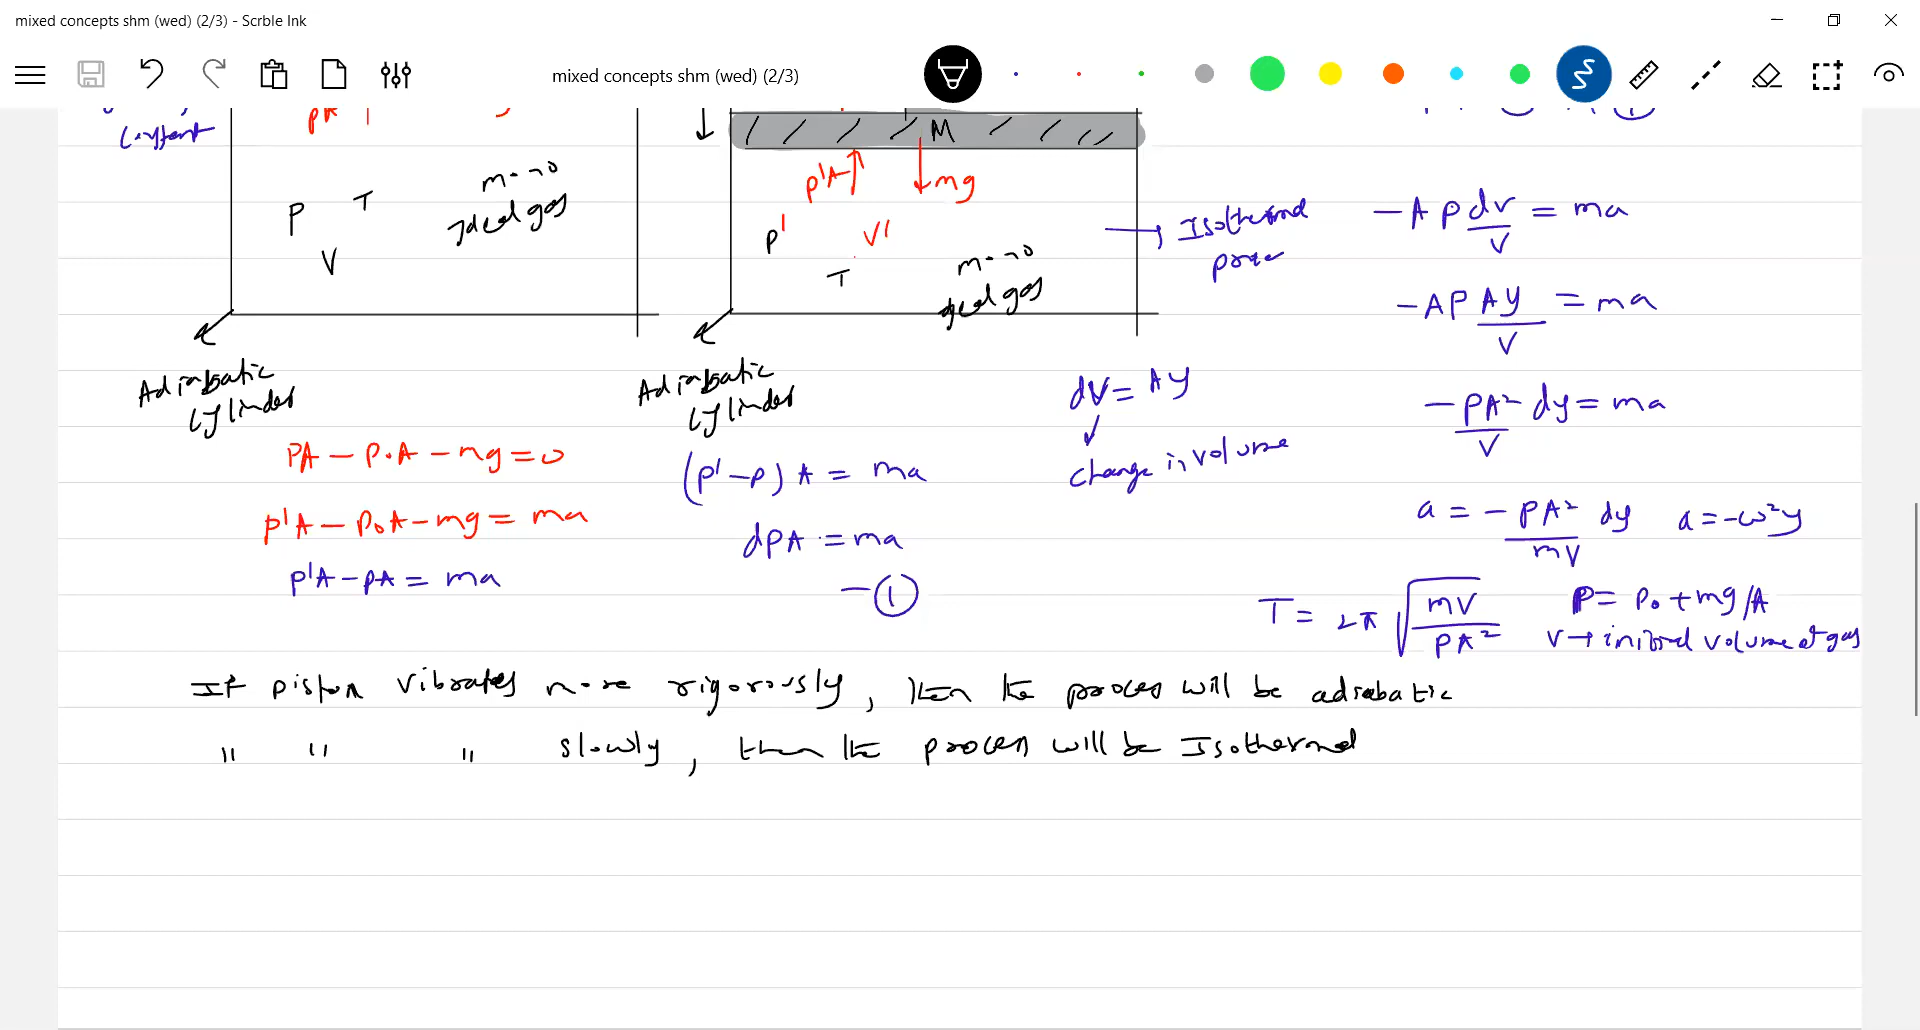 mixed concepts shm (wed) (2/3) - Scrble Ink
mixed concepts shm (wed) (2/3)
PA
M
P'A
mg
P
T
V
mono
ideal gas
P'
V'
T
mono
ideal gas
→ Isothermal
Adiabatic
cylinder
Adiabatic
cylinder
PA - P₀A - mg = 0
P'A - P₀A - mg = ma
P'A - PA = ma
(P' - P) A = ma
dPA = ma
- ①
dV = AY
change in volume
-A P dV/V = ma
-AP AY/V = ma
-PA²/V dy = ma
a = -PA²/mV dy a = -ω²y
T = 2π √(mV/PA²) P = P₀ + mg/A
V → initial volume of gas
If piston vibrates more rigorously, then the process will be adiabatic
" " " slowly, then the process will be Isothermal